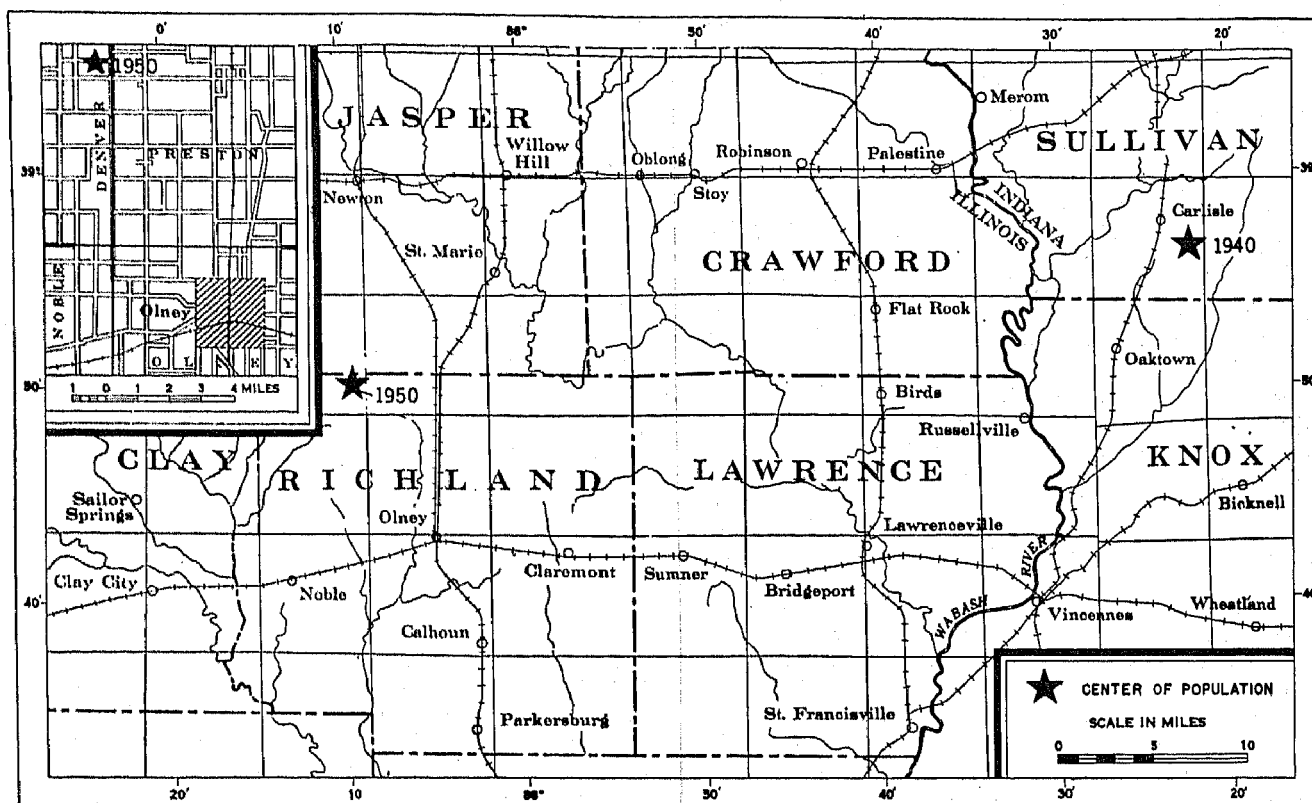 0' 10' 88° 50' 40' 30' 20'
1950
DENVER
PRESTON
NOBLE
Olney
OLNEY
1 0 1 2 3 4 MILES
JASPER
Willow
Hill
Oblong
Robinson
Palestine
Merom
SULLIVAN
39°
Newton
Stoy
INDIANA
ILLINOIS
Carlisle
1940
St. Marie
CRAWFORD
Flat Rock
Oaktown
50'
1950
Birds
Russellville
CLAY
RICHLAND
LAWRENCE
KNOX
Sailor
Springs
Olney
Lawrenceville
Bicknell
Clay City
Noble
Claremont
Sumner
Bridgeport
RIVER
WABASH
Vincennes
Wheatland
40'
Calhoun
Parkersburg
St. Francisville
CENTER OF POPULATION
SCALE IN MILES
0 5 10
20' 10' 88° 50' 40' 30' 20'